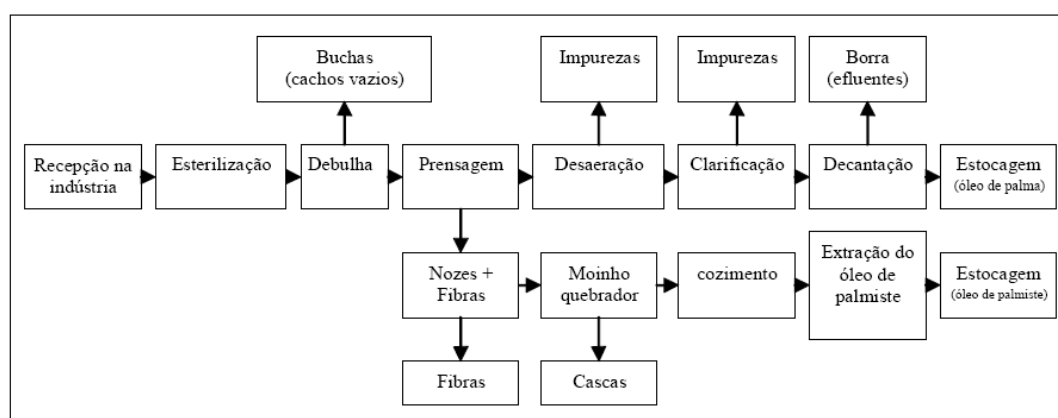 Buchas
(cachos vazios)
Impurezas
Impurezas
Borra
(efluentes)
Recepção na
indústria
Esterilização
Debulha
Prensagem
Desaeração
Clarificação
Decantação
Estocagem
(óleo de palma)
Nozes +
Fibras
Moinho
quebrador
cozimento
Extração do
óleo de
palmiste
Estocagem
(óleo de palmiste)
Fibras
Cascas